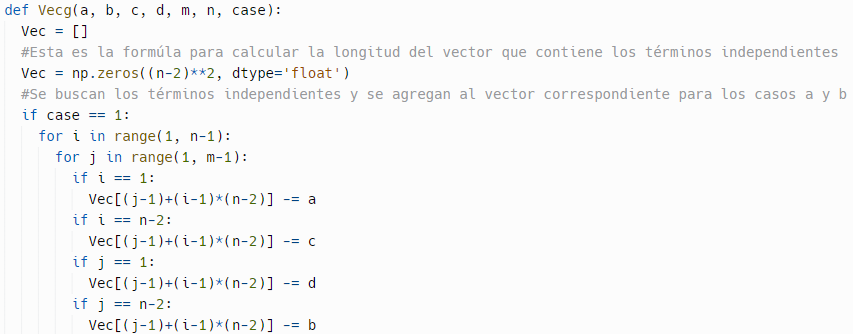 def Vecg(a, b, c, d, m, n, case):
  Vec = []
  #Esta es la formúla para calcular la longitud del vector que contiene los términos independientes
  Vec = np.zeros((n-2)**2, dtype='float')
  #Se buscan los términos independientes y se agregan al vector correspondiente para los casos a y b
  if case == 1:
    for i in range(1, n-1):
      for j in range(1, m-1):
        if i == 1:
          Vec[(j-1)+(i-1)*(n-2)] -= a
        if i == n-2:
          Vec[(j-1)+(i-1)*(n-2)] -= c
        if j == 1:
          Vec[(j-1)+(i-1)*(n-2)] -= d
        if j == n-2:
          Vec[(j-1)+(i-1)*(n-2)] -= b